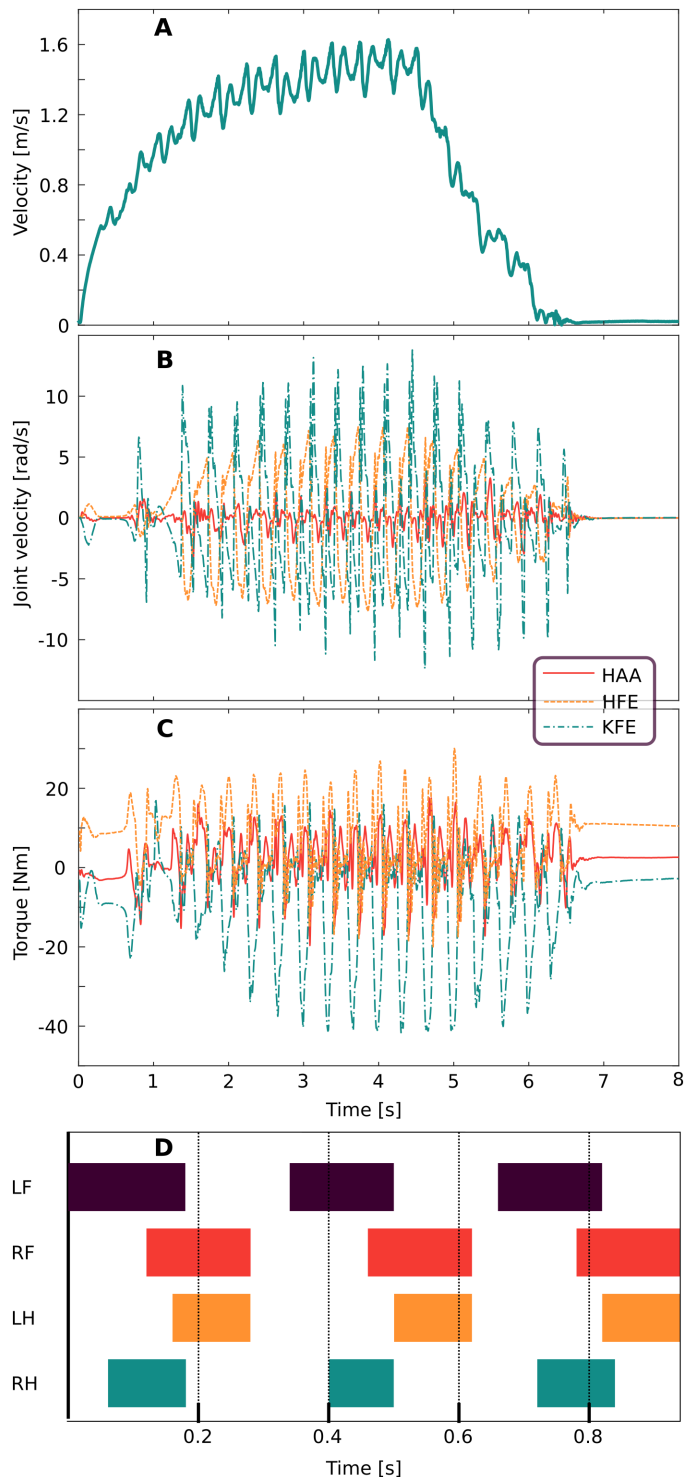 A
1.6
1.2
0.8
0.4
0
Velocity [m/s]
B
10
5
0
-5
-10
Joint velocity [rad/s]
HAA
HFE
KFE
C
20
0
-20
-40
Torque [Nm]
0 1 2 3 4 5 6 7 8
Time [s]
D
LF
RF
LH
RH
0.2 0.4 0.6 0.8
Time [s]